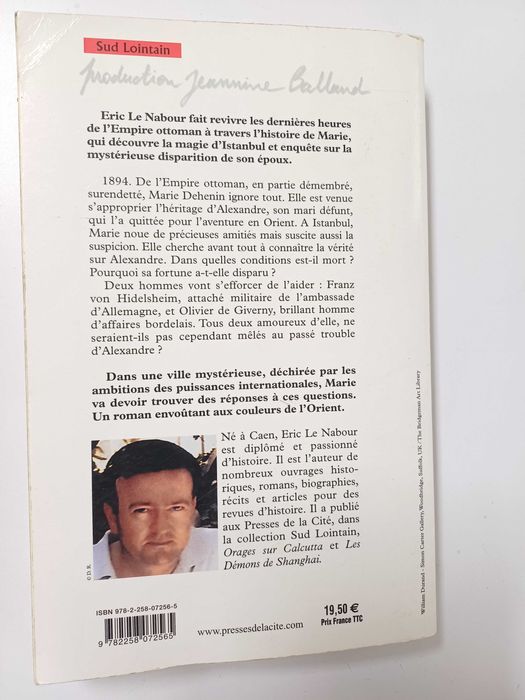 Sud Lointain
production Jeannine Balland
Eric Le Nabour fait revivre les dernières heures
de l'Empire ottoman à travers l'histoire de Marie,
qui découvre la magie d'Istanbul et enquête sur la
mystérieuse disparition de son époux.
1894. De l'Empire ottoman, en partie démembré,
surendetté, Marie Dehenin ignore tout. Elle est venue
s'approprier l'héritage d'Alexandre, son mari défunt,
qui l'a quittée pour l'aventure en Orient. A Istanbul,
Marie noue de précieuses amitiés mais suscite aussi la
suspicion. Elle cherche avant tout à connaître la vérité
sur Alexandre. Dans quelles conditions est-il mort ?
Pourquoi sa fortune a-t-elle disparu ?
Deux hommes vont s'efforcer de l'aider : Franz
von Hidelsheim, attaché militaire de l'ambassade
d'Allemagne, et Olivier de Giverny, brillant homme
d'affaires bordelais. Tous deux amoureux d'elle, ne
seraient-ils pas cependant mêlés au passé trouble
d'Alexandre ?
Dans une ville mystérieuse, déchirée par les
ambitions des puissances internationales, Marie
va devoir trouver des réponses à ces questions.
Un roman envoûtant aux couleurs de l'Orient.
Né à Caen, Eric Le Nabour
est diplômé et passionné
d'histoire. Il est l'auteur de
nombreux ouvrages histo-
riques, romans, biographies,
récits et articles pour des
revues d'histoire. Il a publié
aux Presses de la Cité, dans
la collection Sud Lointain,
Orages sur Calcutta et Les
Démons de Shanghai.
© D.R.
William Durand - Simon Carter Gallery, Woodbridge, Suffolk, UK -/The Bridgeman Art Library
ISBN 978-2-258-07256-5
9 782258 072565
www.pressesdelacite.com
19,50 €
Prix France TTC